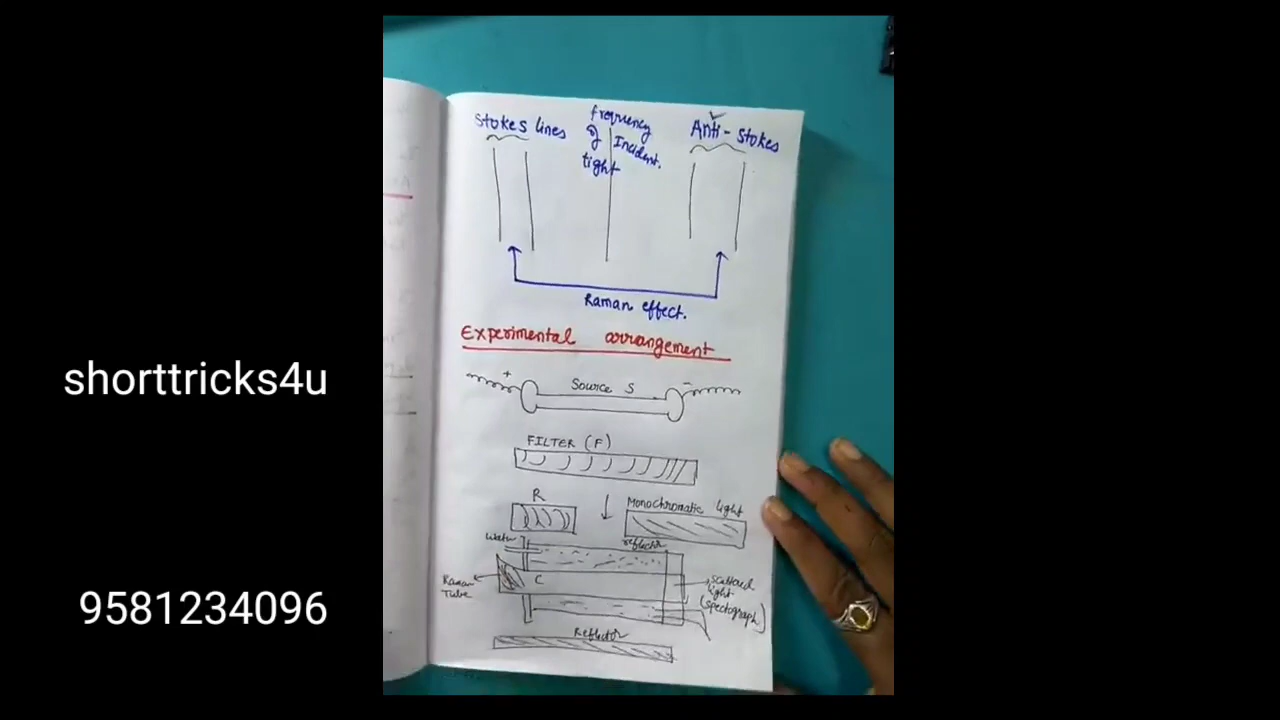 Stokes lines
frequency
of Incident.
light
Anti-Stokes
Raman effect.
Experimental arrangement
+ Source S -
FILTER (F)
R
Monochromatic light
reflector
Water
C
Raman
Tube
scattered
light
(spectograph)
Reflector
shorttricks4u
9581234096